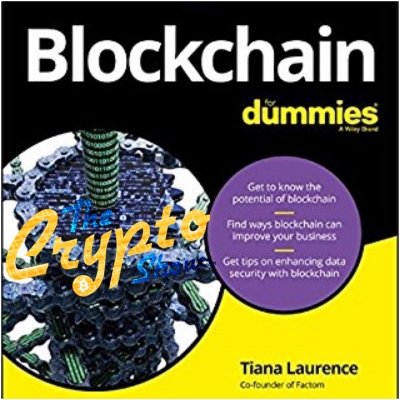 Blockchain
for
dummies
A Wiley Brand
Get to know the
potential of blockchain
Find ways blockchain can
improve your business
Get tips on enhancing data
security with blockchain
The
Crypto
Tiana Laurence
Co-founder of Factom